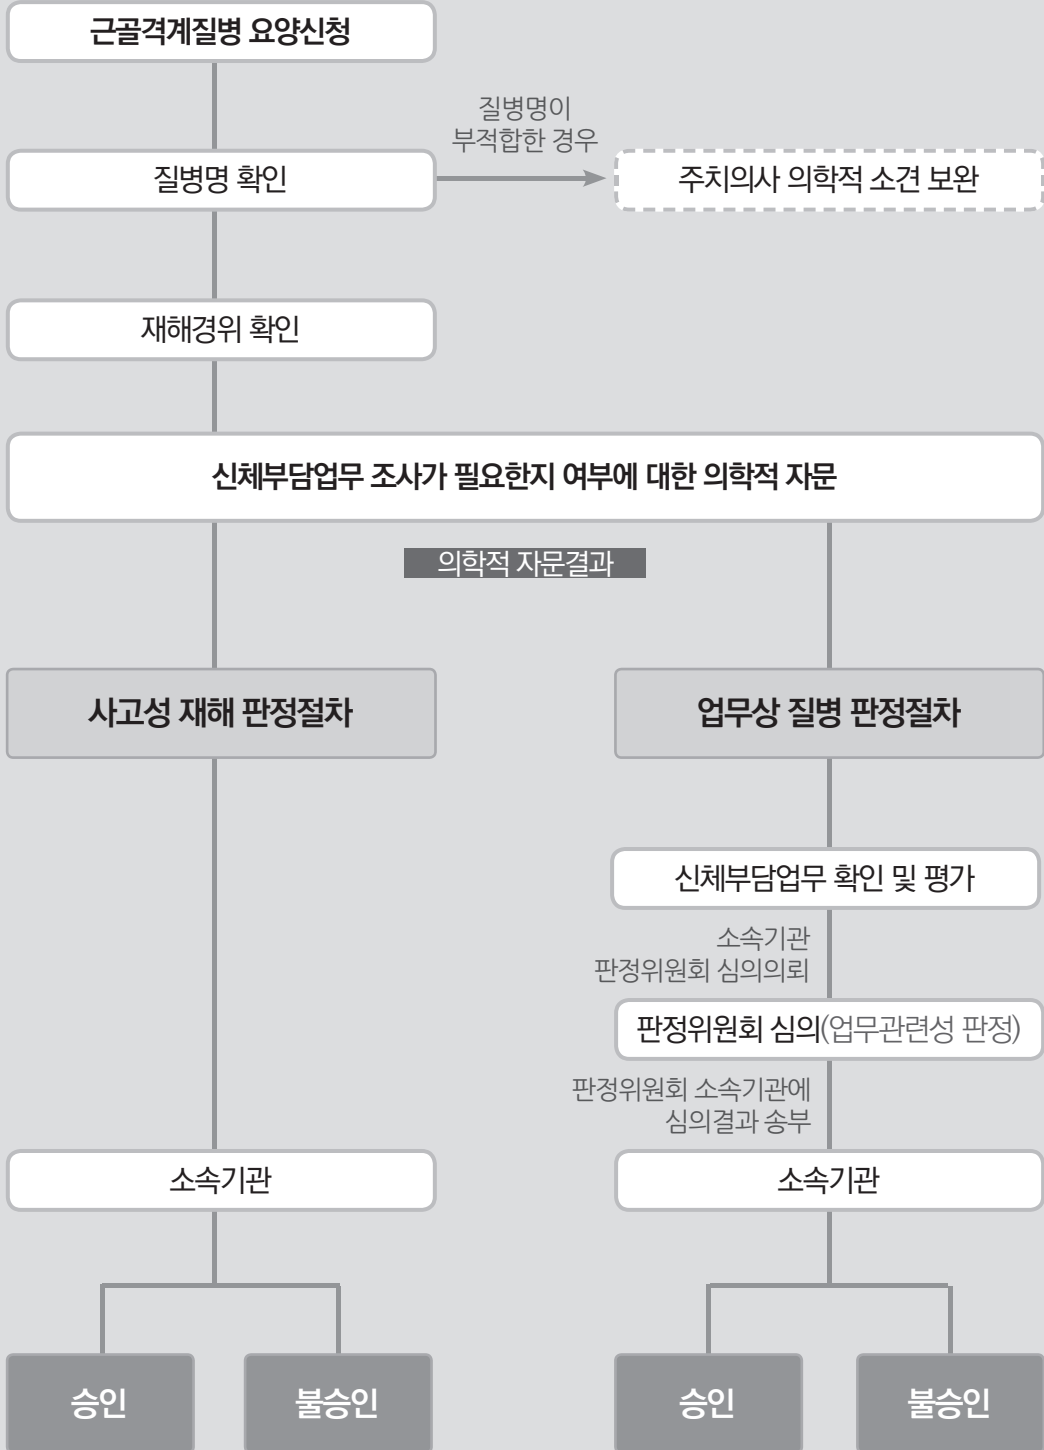 근골격계질병 요양신청
질병명이
부적합한 경우
질병명 확인
주치의사 의학적 소견 보완
재해경위 확인
신체부담업무 조사가 필요한지 여부에 대한 의학적 자문
의학적 자문결과
사고성 재해 판정절차
업무상 질병 판정절차
신체부담업무 확인 및 평가
소속기관
판정위원회 심의의뢰
판정위원회 심의(업무관련성 판정)
판정위원회 소속기관에
심의결과 송부
소속기관
소속기관
승인
불승인
승인
불승인